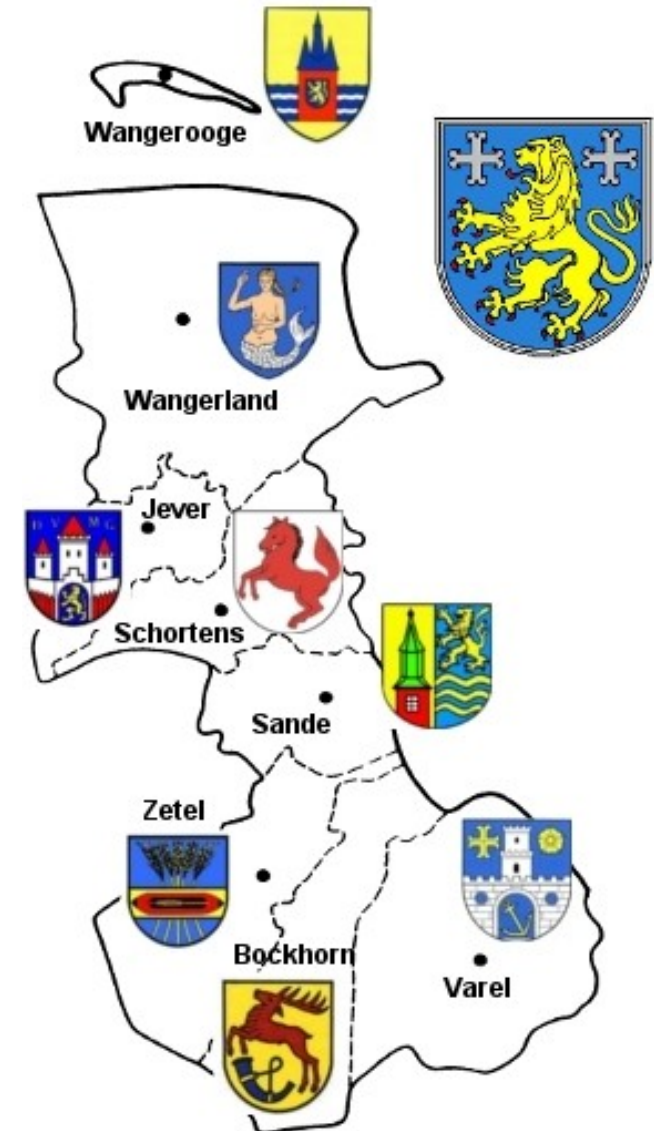 Wangerooge
Wangerland
Jever
H V M G
Schortens
Sande
Zetel
Bockhorn
Varel